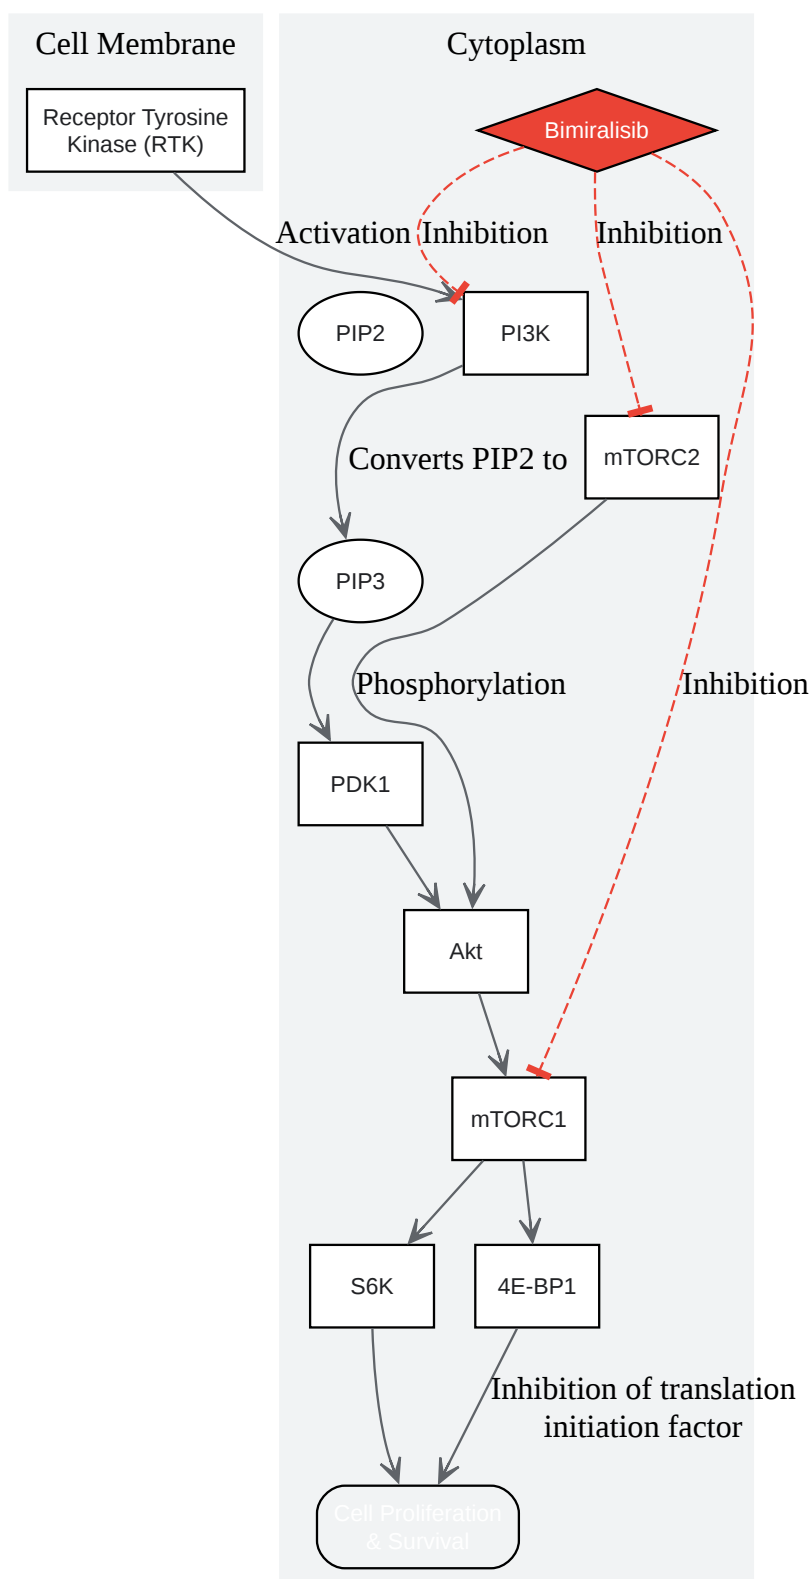 Cell Membrane
Cytoplasm
Receptor Tyrosine
Kinase (RTK)
Bimiralisib
Activation
Inhibition
Inhibition
PIP2
PI3K
Converts PIP2 to
mTORC2
PIP3
Phosphorylation
Inhibition
PDK1
Akt
mTORC1
S6K
4E-BP1
Inhibition of translation
initiation factor
Cell Proliferation
& Survival